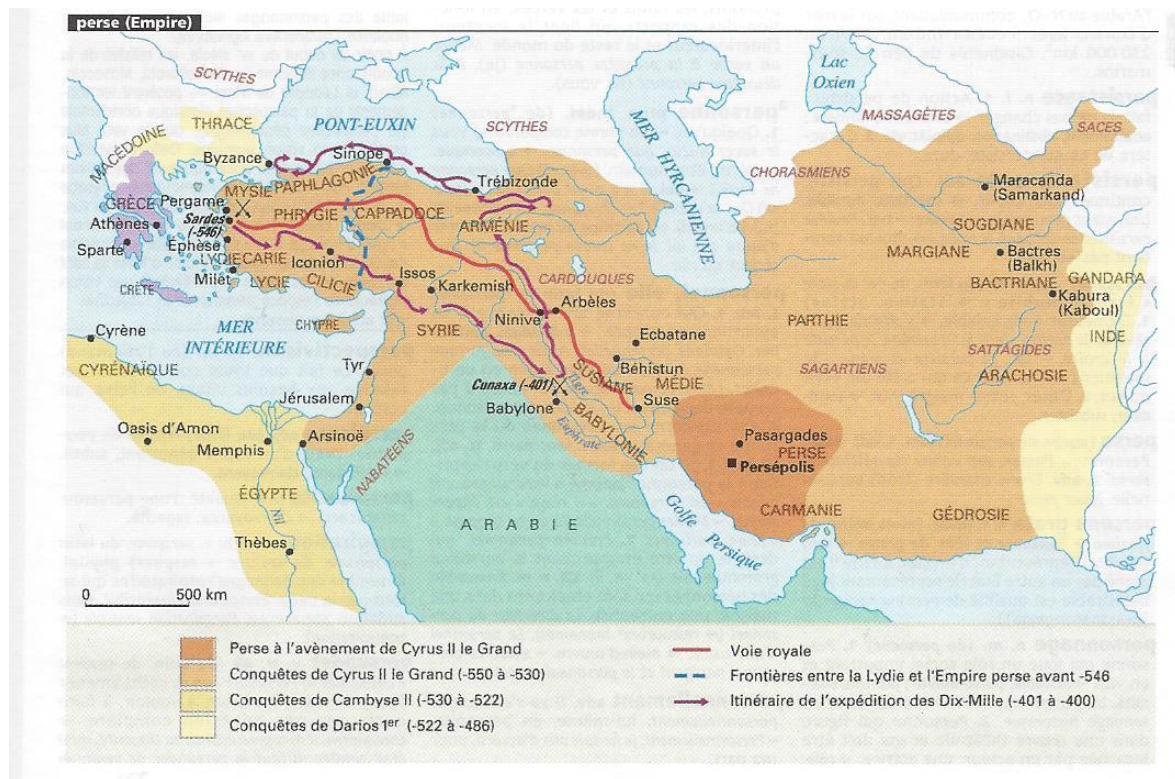 perse (Empire)
SCYTHES
Lac
Oxien
MASSAGÈTES
SACES
MACÉDOINE
THRACE
PONT-EUXIN
SCYTHES
MER HYRCANIENNE
CHORASMIENS
Byzance
Sinope
Trébizonde
Maracanda
(Samarkand)
GRÈCE
MYSIE
PAPHLAGONIE
Pergame
PHRYGIE
CAPPADOCE
ARMÉNIE
SOGDIANE
Athènes
Sardes
(-546)
MARGIANE
Bactres
(Balkh)
Sparte
Éphèse
LYDIE
CARIE
Iconion
BACTRIANE
GANDARA
Milet
LYCIE
CILICIE
Issos
CARDOUQUES
Kabura
(Kaboul)
CRÈTE
Karkemish
Arbèles
Ninive
PARTHIE
INDE
Cyrène
MER
INTÉRIEURE
CHYPRE
SYRIE
Ecbatane
SATTAGIDES
CYRÉNAÏQUE
Tyr
Béhistun
SAGARTIENS
ARACHOSIE
Cunaxa (-401)
Tigre
SUSIANE
MÉDIE
Jérusalem
Babylone
BABYLONIE
Suse
Euphrate
Oasis d'Amon
Memphis
Arsinoë
Pasargades
PERSE
Persépolis
NABATÉENS
ÉGYPTE
Nil
ARABIE
Golfe
Persique
CARMANIE
GÉDROSIE
Thèbes
0 500 km
Perse à l'avènement de Cyrus II le Grand
Conquêtes de Cyrus II le Grand (-550 à -530)
Conquêtes de Cambyse II (-530 à -522)
Conquêtes de Darios 1er (-522 à -486)
Voie royale
Frontières entre la Lydie et l'Empire perse avant -546
Itinéraire de l'expédition des Dix-Mille (-401 à -400)